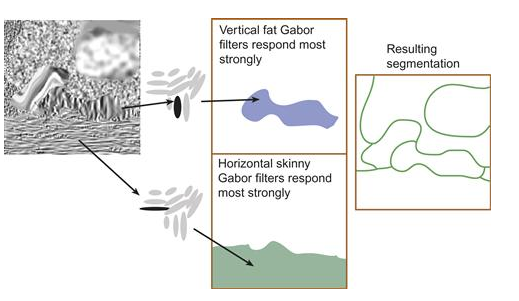 Vertical fat Gabor
filters respond most
strongly
Resulting
segmentation
Horizontal skinny
Gabor filters respond
most strongly